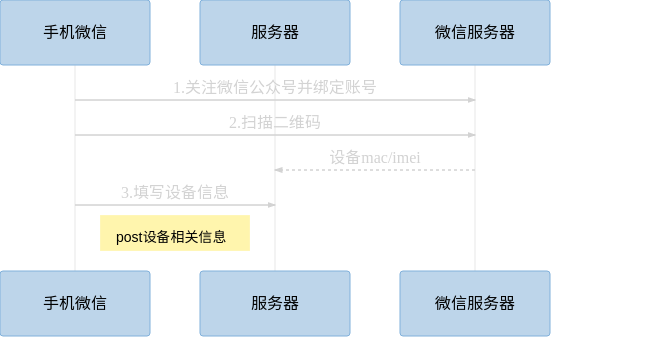 手机微信
服务器
微信服务器
1.关注微信公众号并绑定账号
2.扫描二维码
设备mac/imei
3.填写设备信息
post设备相关信息
手机微信
服务器
微信服务器